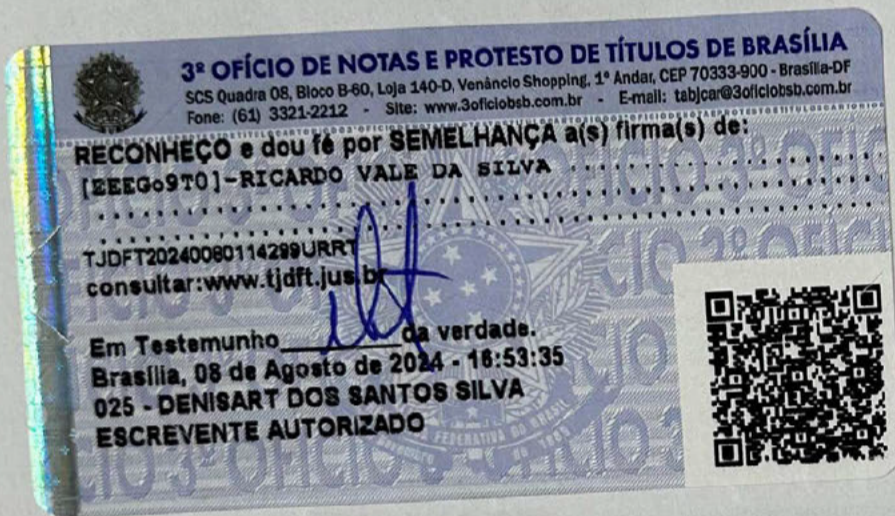 3º OFÍCIO DE NOTAS E PROTESTO DE TÍTULOS DE BRASÍLIA
SCS Quadra 08, Bloco B-60, Loja 140-D, Venâncio Shopping, 1º Andar, CEP 70333-900 - Brasília-DF
Fone: (61) 3321-2212 - Site: www.3oficiobsb.com.br - E-mail: tabjcar@3oficiobsb.com.br
RECONHEÇO e dou fé por SEMELHANÇA a(s) firma(s) de:
[EEEGo9T0]-RICARDO VALE DA SILVA
TJDFT20240080114299URRT
consultar:www.tjdft.jus.br
Em Testemunho__________da verdade.
Brasília, 08 de Agosto de 2024 - 16:53:35
025 - DENISART DOS SANTOS SILVA
ESCREVENTE AUTORIZADO